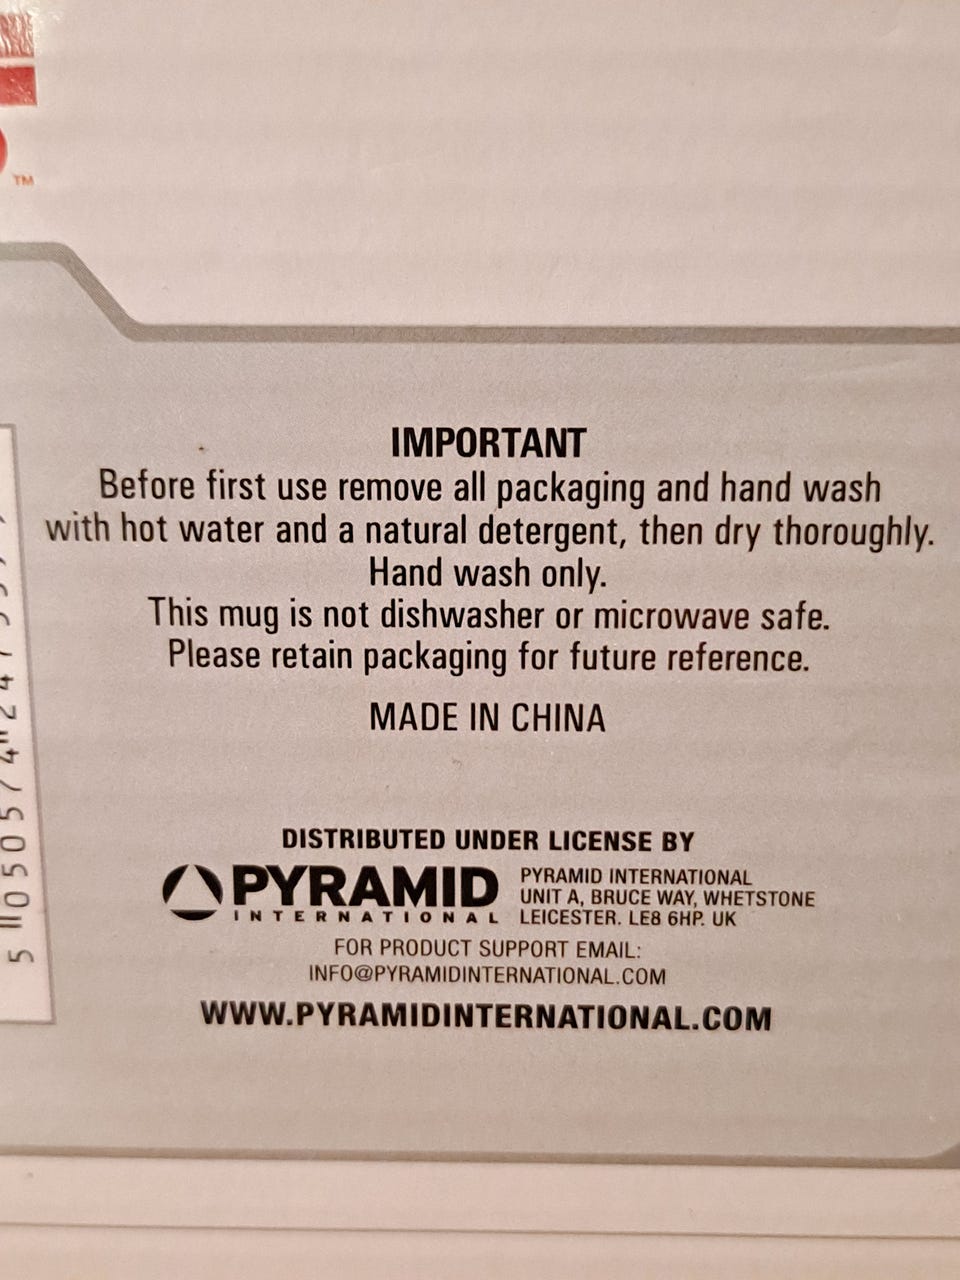 TM
IMPORTANT
Before first use remove all packaging and hand wash
with hot water and a natural detergent, then dry thoroughly.
Hand wash only.
This mug is not dishwasher or microwave safe.
Please retain packaging for future reference.
MADE IN CHINA
DISTRIBUTED UNDER LICENSE BY
PYRAMID
INTERNATIONAL
PYRAMID INTERNATIONAL
UNIT A, BRUCE WAY, WHETSTONE
LEICESTER. LE8 6HP. UK
FOR PRODUCT SUPPORT EMAIL:
INFO@PYRAMIDINTERNATIONAL.COM
WWW.PYRAMIDINTERNATIONAL.COM